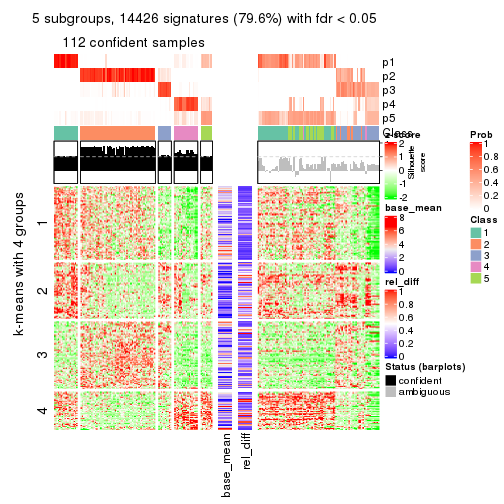 5 subgroups, 14426 signatures (79.6%) with fdr < 0.05
112 confident samples
p1
p2
p3
p4
p5
Class
Silhouette
score
k-means with 4 groups
1
2
3
4
base_mean
rel_diff
z-score
2
1
0
-1
-2
base_mean
8
6
4
2
0
rel_diff
1
0.8
0.6
0.4
0.2
0
Status (barplots)
confident
ambiguous
Prob
1
0.8
0.6
0.4
0.2
0
Class
1
2
3
4
5